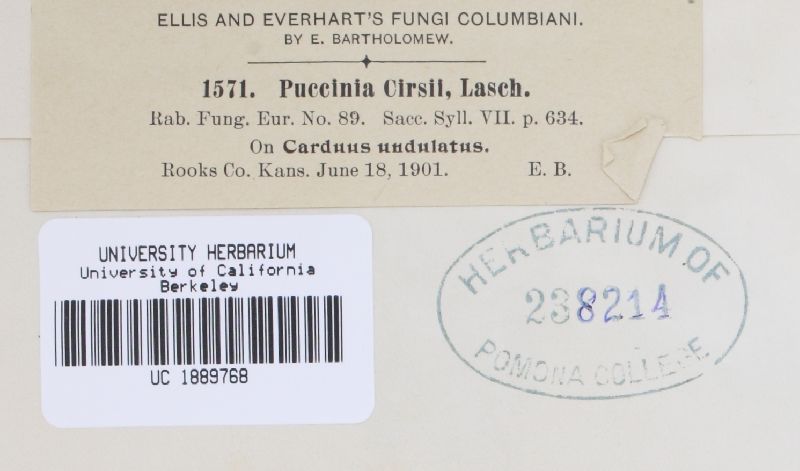 ELLIS AND EVERHART'S FUNGI COLUMBIANI.
BY E. BARTHOLOMEW.
1571. Puccinia Cirsii, Lasch.
Rab. Fung. Eur. No. 89. Sacc. Syll. VII. p. 634.
On Carduus undulatus.
Rooks Co. Kans. June 18, 1901. E. B.
UNIVERSITY HERBARIUM
University of California
Berkeley
UC 1889768
HERBARIUM OF
238214
POMONA COLLEGE